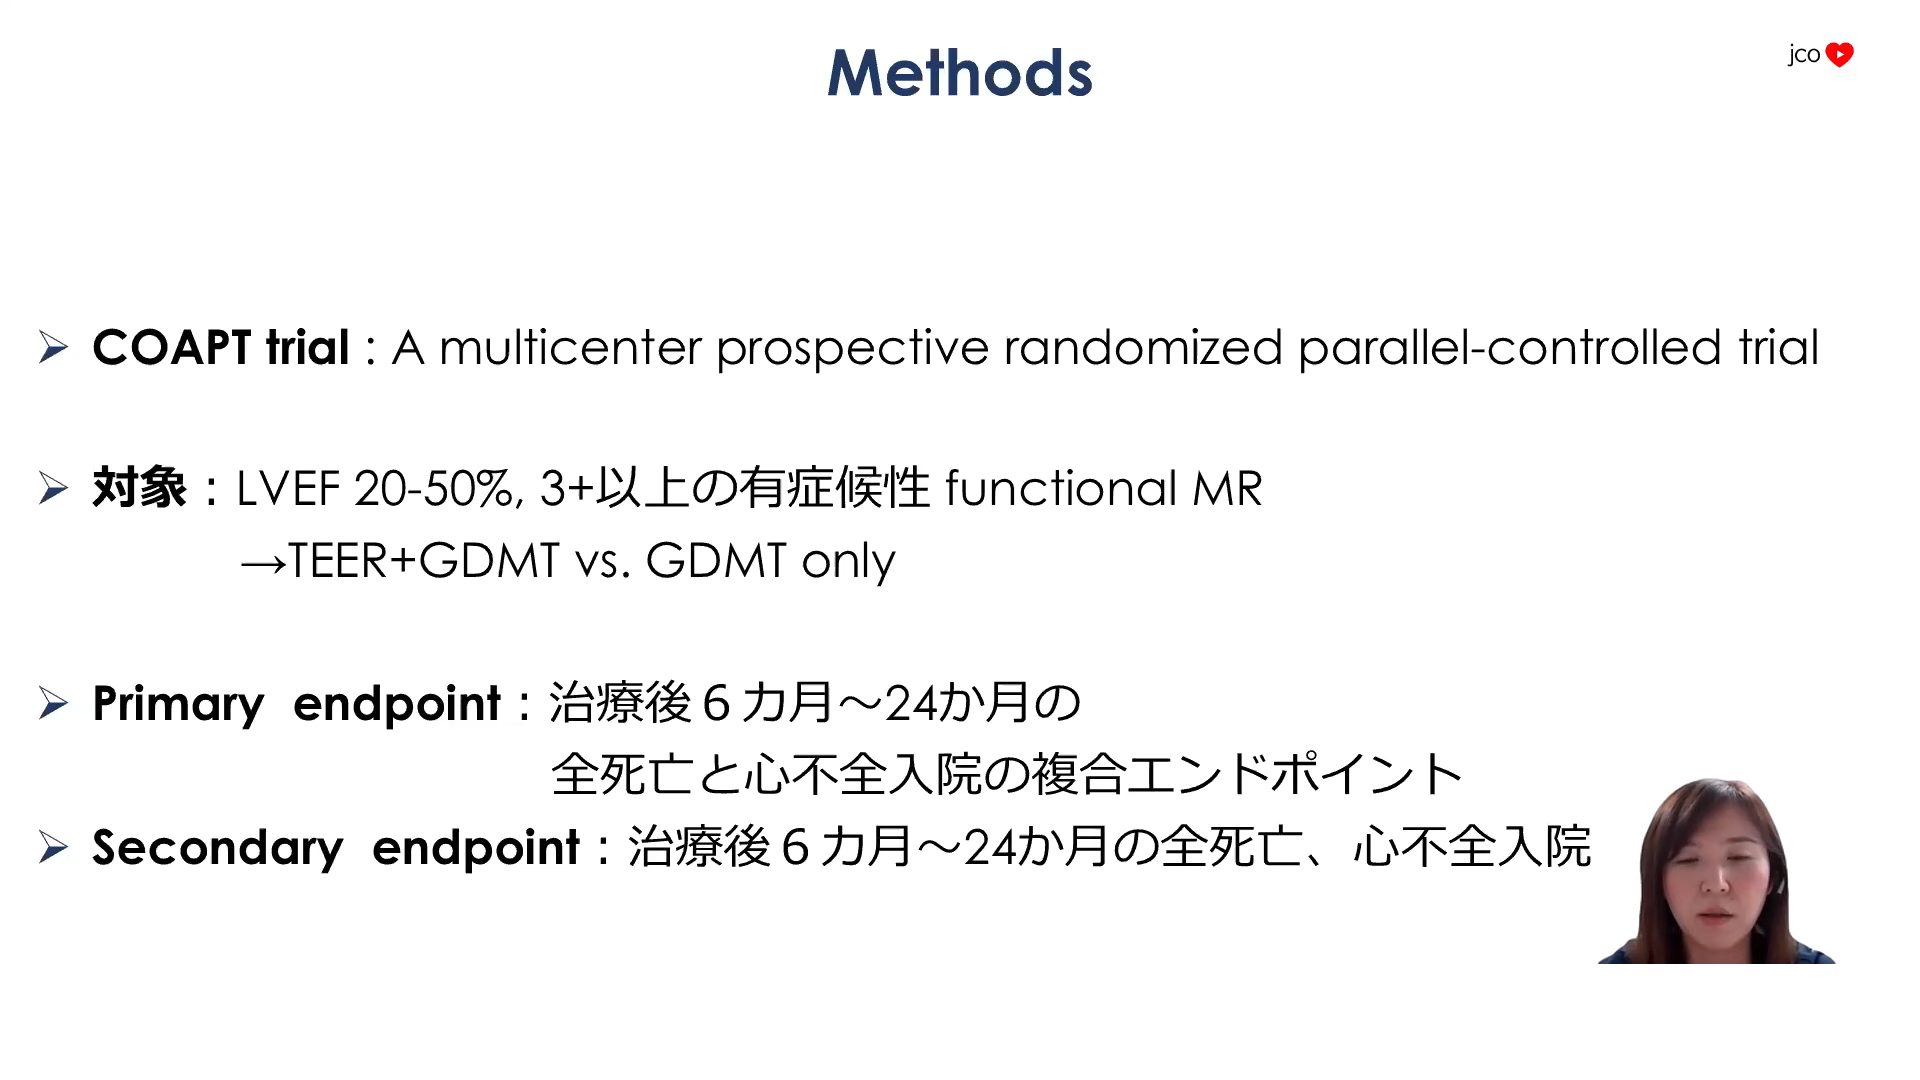 Methods
jco
➢ COAPT trial : A multicenter prospective randomized parallel-controlled trial
➢ 対象：LVEF 20-50%, 3+以上の有症候性 functional MR
→TEER+GDMT vs. GDMT only
➢ Primary endpoint：治療後６カ月～24か月の
全死亡と心不全入院の複合エンドポイント
➢ Secondary endpoint：治療後６カ月～24か月の全死亡、心不全入院